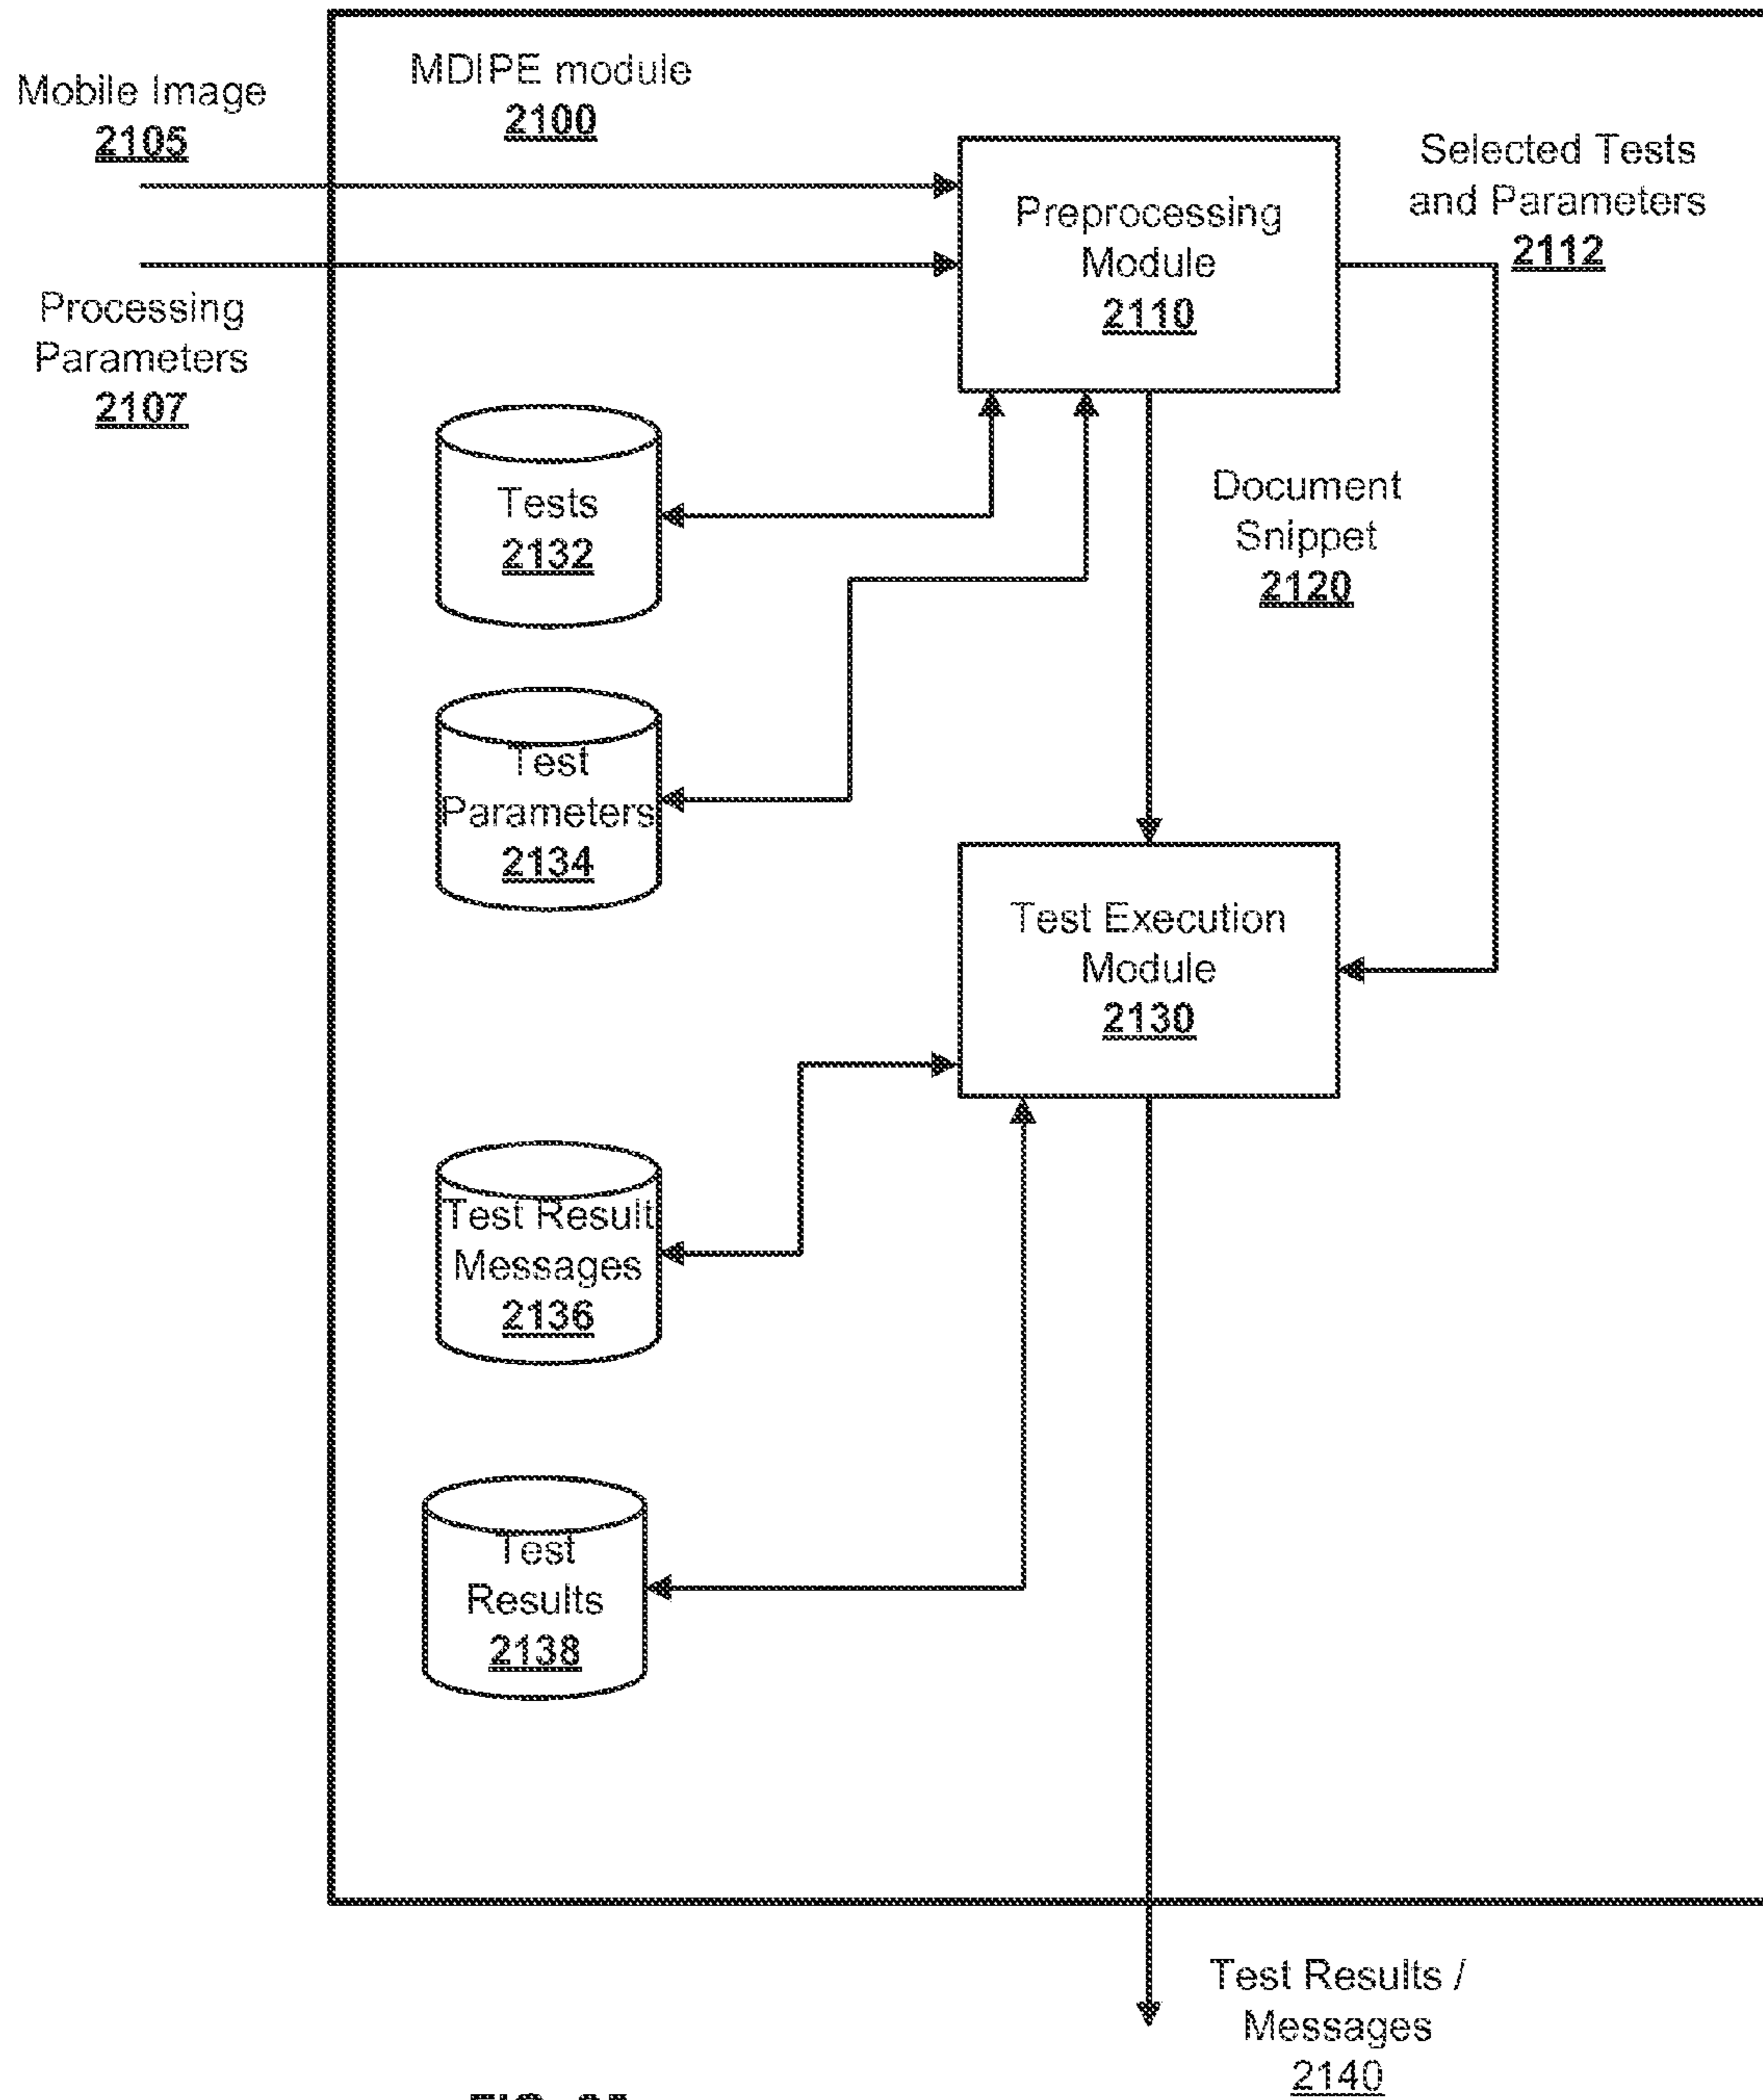 Mobile Image
2105
MDIPE module
2100
Selected Tests
and Parameters
2112
Preprocessing
Module
2110
Processing
Parameters
2107
Tests
2132
Document
Snippet
2120
Test
Parameters
2134
Test Execution
Module
2130
Test Result
Messages
2136
Test
Results
2138
Test Results /
Messages
2140
FIG.